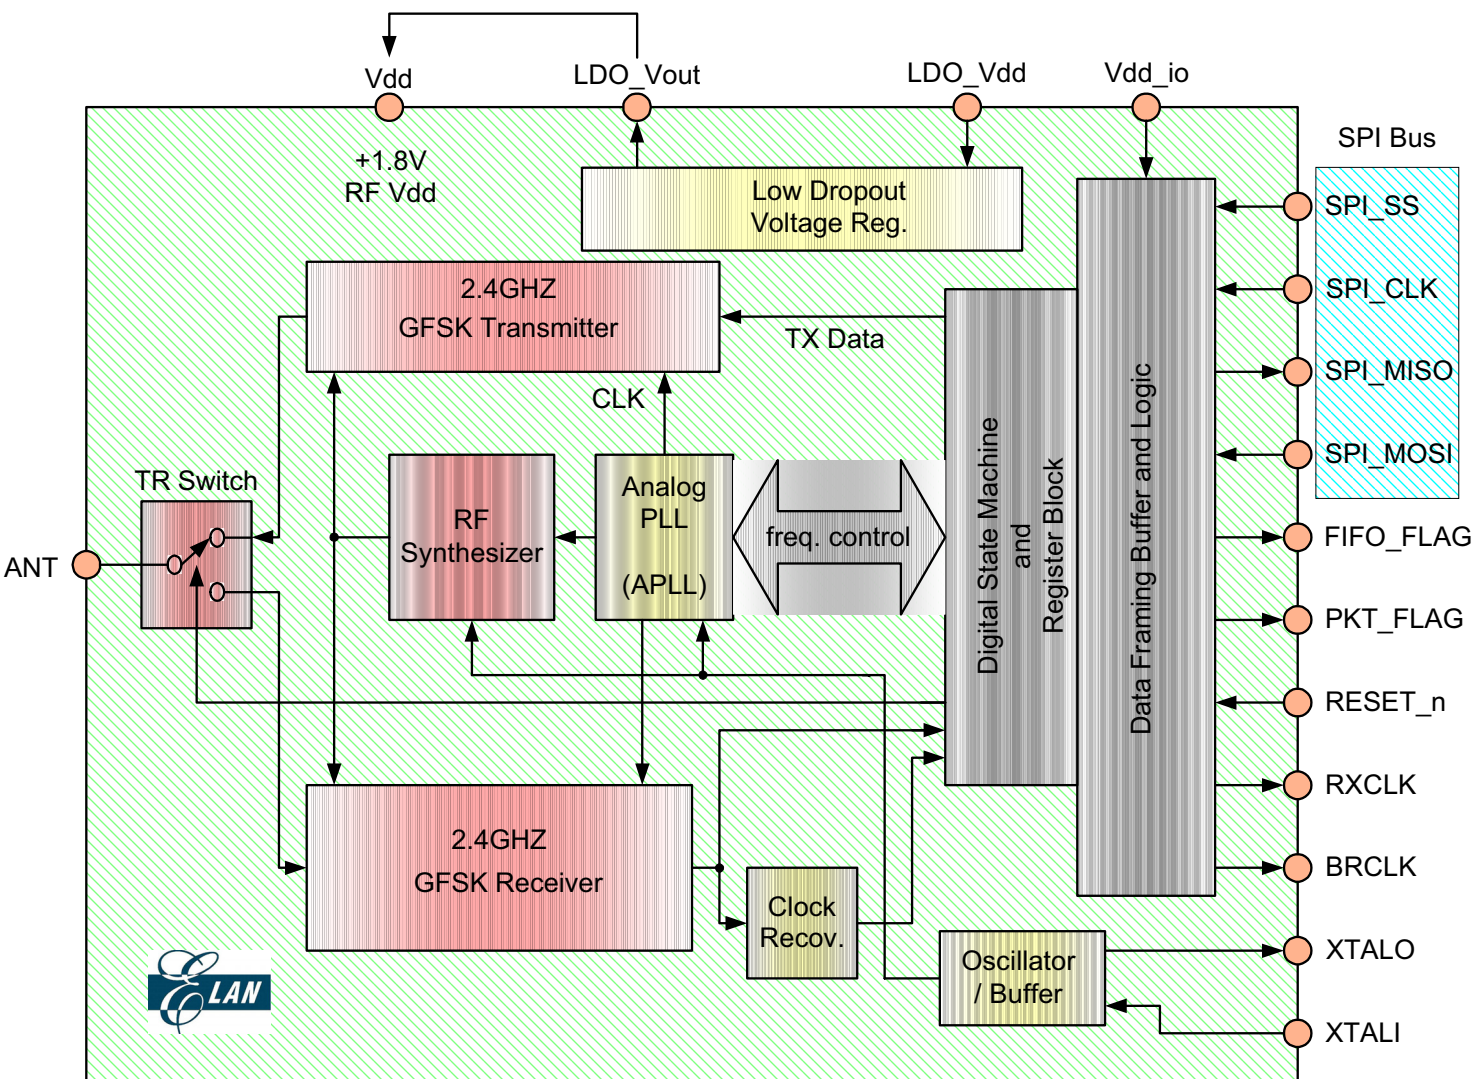 Vdd
LDO_Vout
LDO_Vdd
Vdd_io
SPI Bus
+1.8V
RF Vdd
Low Dropout
Voltage Reg.
SPI_SS
2.4GHZ
GFSK Transmitter
SPI_CLK
TX Data
CLK
SPI_MISO
TR Switch
SPI_MOSI
RF
Synthesizer
Analog
PLL
(APLL)
freq. control
Digital State Machine
and
Register Block
Data Framing Buffer and Logic
ANT
FIFO_FLAG
PKT_FLAG
RESET_n
RXCLK
2.4GHZ
GFSK Receiver
BRCLK
Clock
Recov.
Oscillator
/ Buffer
XTALO
XTALI
ELAN